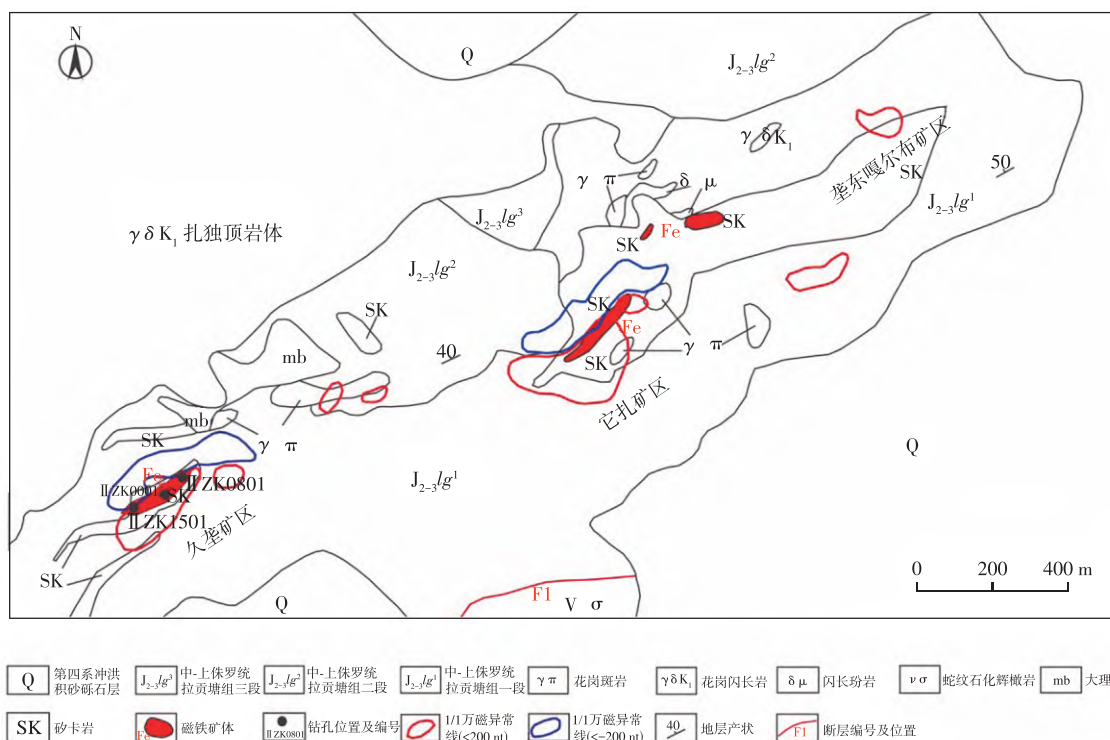 N
Q
J₂₋₃lg²
γ δ K₁
垄东嘎尔布矿区
SK
50
J₂₋₃lg¹
γ π
δ μ
J₂₋₃lg³
γ δ K₁ 扎独顶岩体
SK
Fe
SK
J₂₋₃lg²
SK
SK
Fe
SK
γ π
40
mb
它扎矿区
mb
SK
γ π
Q
Fe
ⅡZK0001
SK
ⅡZK0801
J₂₋₃lg¹
ⅡZK1501
久垄矿区
SK
Q
F1
V σ
0 200 400 m
Q 第四系冲洪积砂砾石层
J₂₋₃lg³ 中-上侏罗统拉贡塘组三段
J₂₋₃lg² 中-上侏罗统拉贡塘组二段
J₂₋₃lg¹ 中-上侏罗统拉贡塘组一段
γ π 花岗斑岩
γ δ K₁ 花岗闪长岩
δ μ 闪长玢岩
ν σ 蛇纹石化辉橄岩
mb 大理
SK 矽卡岩
Fe 磁铁矿体
ⅡZK0801 钻孔位置及编号
1/1万磁异常线(<200 nt)
1/1万磁异常线(<-200 nt)
40 地层产状
F1 断层编号及位置